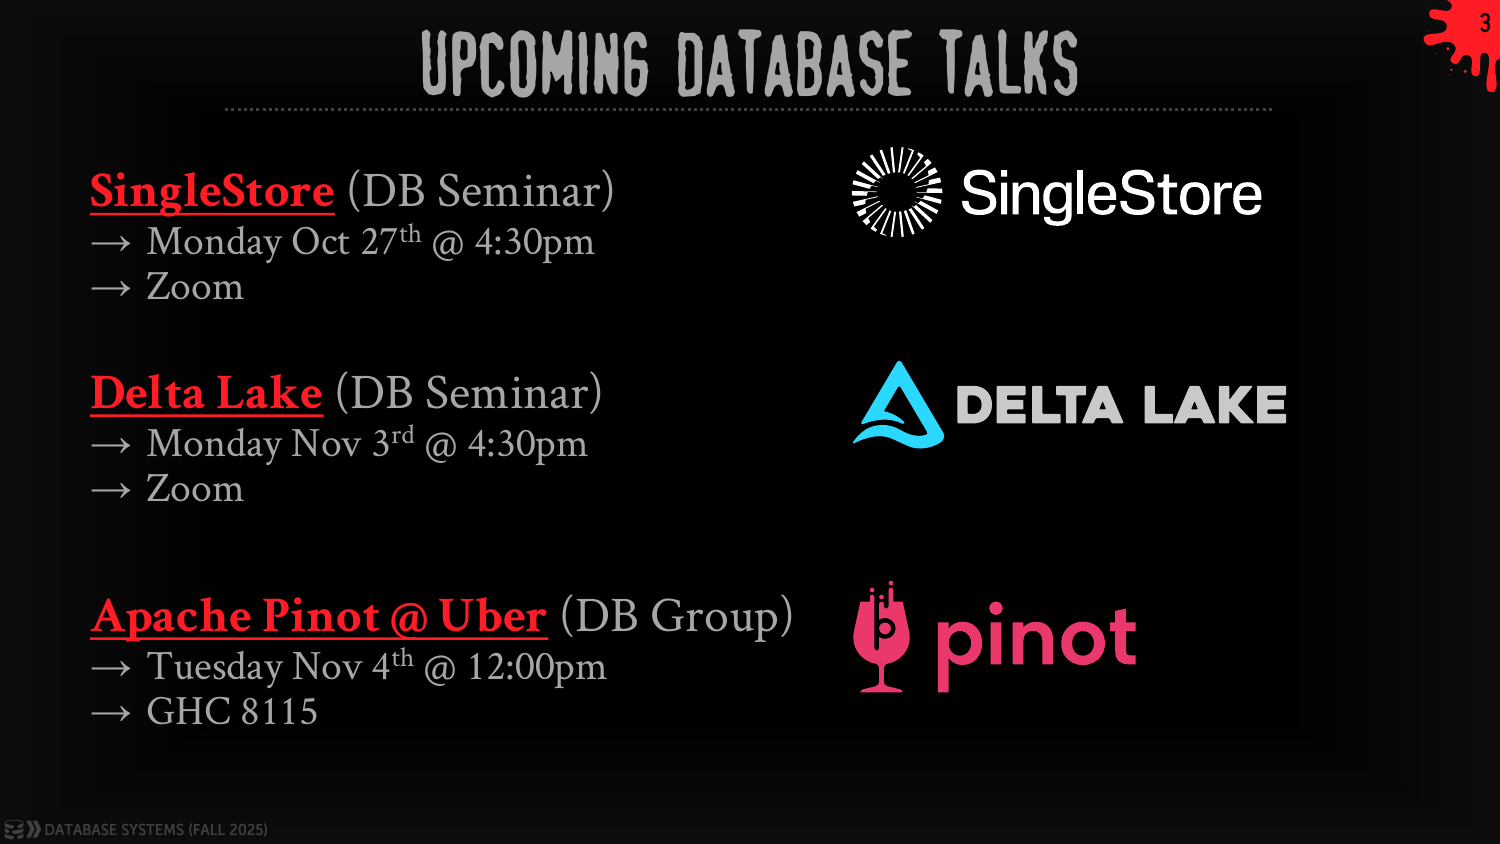 3
UPCOMING DATABASE TALKS
SingleStore (DB Seminar)
→ Monday Oct 27th @ 4:30pm
→ Zoom
SingleStore
Delta Lake (DB Seminar)
→ Monday Nov 3rd @ 4:30pm
→ Zoom
DELTA LAKE
Apache Pinot @ Uber (DB Group)
→ Tuesday Nov 4th @ 12:00pm
→ GHC 8115
pinot
DATABASE SYSTEMS (FALL 2025)